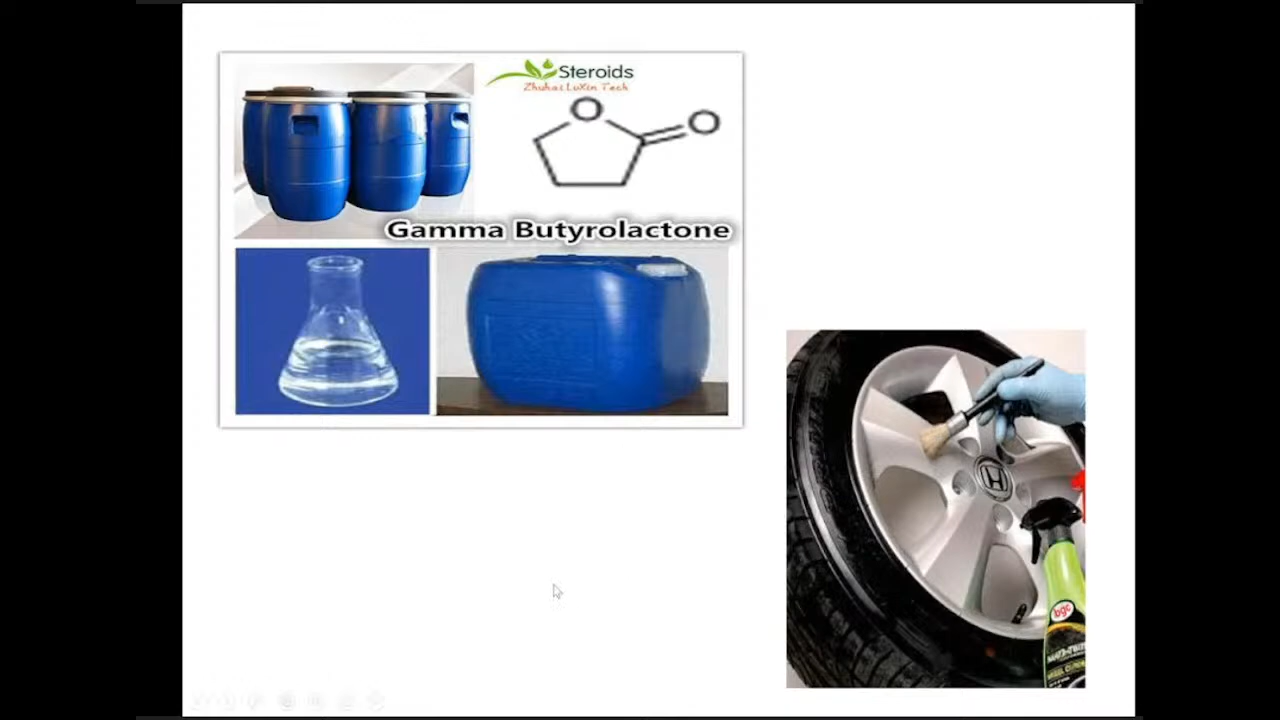 Steroids
Zhuhai LuXin Tech
O
O
Gamma Butyrolactone
bgc